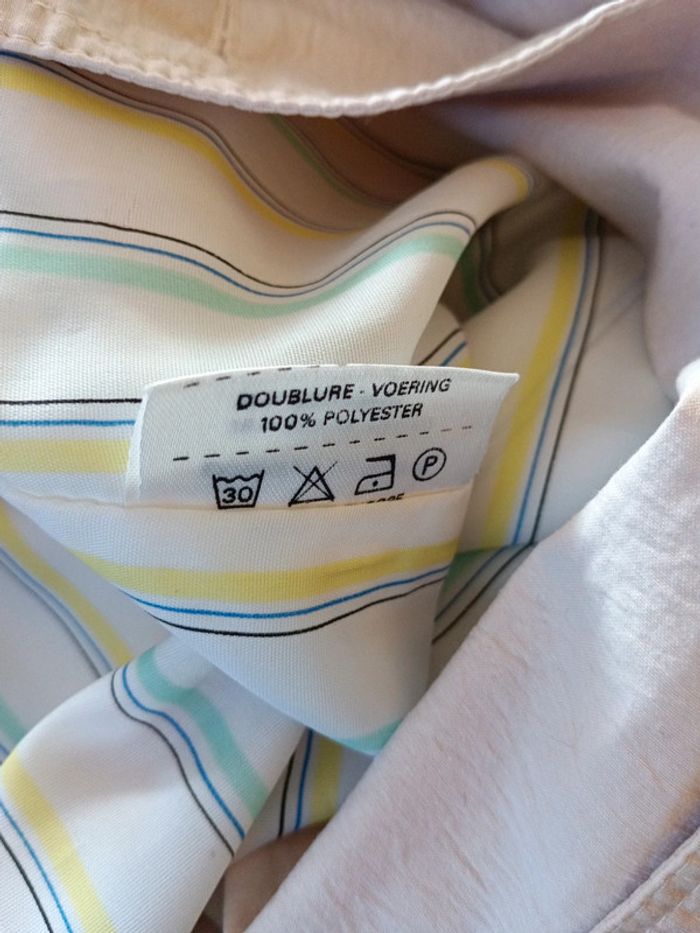 DOUBLURE - VOERING
100% POLYESTER
30 P